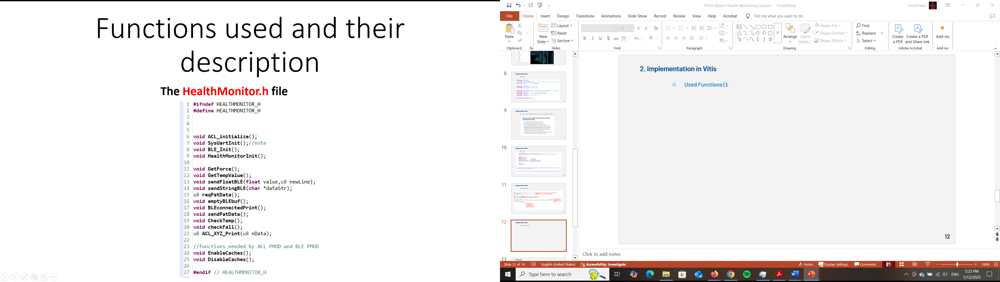 Functions used and their
description
The HealthMonitor.h file
1 #ifndef HEALTHMONITOR_H
2 #define HEALTHMONITOR_H
3
4
5
6 void ACL_initialize();
7 void SysUartInit();//note
8 void BLE_Init();
9 void HealthMonitorInit();
10
11 void GetForce();
12 void GetTempValue();
13 void sendFloatBLE(float value,u8 newLine);
14 void sendStringBLE(char *dataStr);
15 u8 reqPatData();
16 void emptyBLEbuf();
17 void BLEconnectedPrint();
18 void sendPatData();
19 void CheckTemp();
20 void checkFall();
21 u8 ACL_XYZ_Print(u8 nData);
22
23 //functions needed by ACL PMOD and BLE PMOD
24 void EnableCaches();
25 void DisableCaches();
26
27 #endif // HEALTHMONITOR_H
FPGA-Based Health Monitoring System - PowerPoint
Kashif Raza
File Home Insert Design Transitions Animations Slide Show Record Review View Help Acrobat Tell me what you want to do
Paste
Clipboard
New
Slide
Layout
Reset
Section
Slides
12
B I U S abc AV Aa A
Font
Paragraph
Arrange
Quick
Styles
Shape Fill
Shape Outline
Shape Effects
Drawing
Find
Replace
Select
Editing
Create
a PDF
Create a PDF
and Share link
Adobe Acrobat
Add-ins
Add-ins
8
9
10
11
12
13
2. Implementation in Vitis
o Used Functions ();
12
Click to add notes
Slide 12 of 14 English (United States) Accessibility: Investigate Notes Display Settings Comments 108%
Type here to search
ENG
5:23 PM
1/12/2025